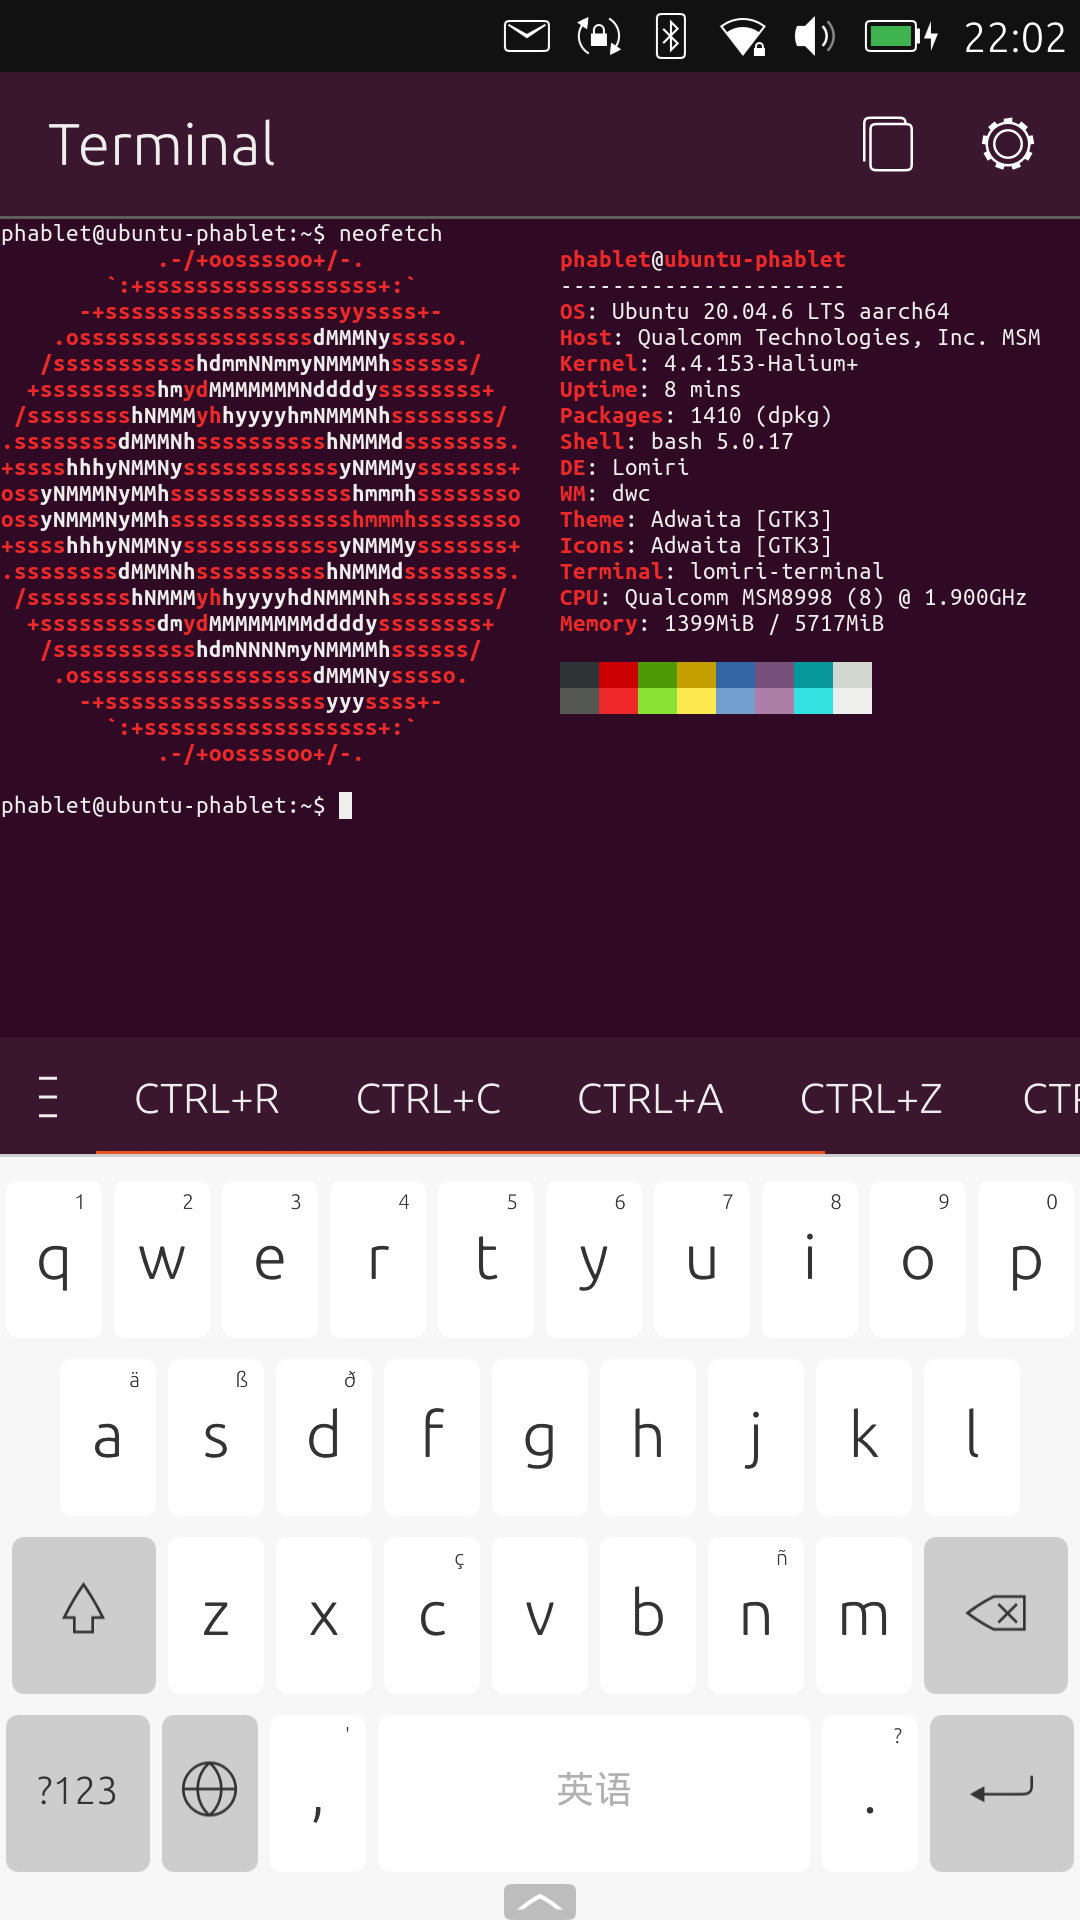 22:02
Terminal
phablet@ubuntu-phablet:~$ neofetch
.-/+oossssoo+/-. phablet@ubuntu-phablet
`:+ssssssssssssssssss+:` ----------------------
-+ssssssssssssssssssyyssss+- OS: Ubuntu 20.04.6 LTS aarch64
.ossssssssssssssssssdMMMNysssso. Host: Qualcomm Technologies, Inc. MSM
/ssssssssssshdmmNNmmyNMMMMhssssss/ Kernel: 4.4.153-Halium+
+ssssssssshmydMMMMMMMNddddyssssssss+ Uptime: 8 mins
/sssssssshNMMMyhhyyyyhmNMMMNhssssssss/ Packages: 1410 (dpkg)
.ssssssssdMMMNhsssssssssshNMMMdssssssss. Shell: bash 5.0.17
+sssshhhyNMMNyssssssssssssyNMMMysssssss+ DE: Lomiri
ossyNMMMNyMMhsssssssssssssshmmmhssssssso WM: dwc
ossyNMMMNyMMhsssssssssssssshmmmhssssssso Theme: Adwaita [GTK3]
+sssshhhyNMMNyssssssssssssyNMMMysssssss+ Icons: Adwaita [GTK3]
.ssssssssdMMMNhsssssssssshNMMMdssssssss. Terminal: lomiri-terminal
/sssssssshNMMMyhhyyyyhdNMMMNhssssssss/ CPU: Qualcomm MSM8998 (8) @ 1.900GHz
+sssssssssdmydMMMMMMMMddddyssssssss+ Memory: 1399MiB / 5717MiB
/ssssssssssshdmNNNNmyNMMMMhssssss/
.ossssssssssssssssssdMMMNysssso.
-+sssssssssssssssssyyyssss+-
`:+ssssssssssssssssss+:`
.-/+oossssoo+/-.
phablet@ubuntu-phablet:~$
CTRL+R CTRL+C CTRL+A CTRL+Z CTR
1 2 3 4 5 6 7 8 9 0
q w e r t y u i o p
ä ß ð
a s d f g h j k l
ç ñ
z x c v b n m
' ?
?123 , 英语 .